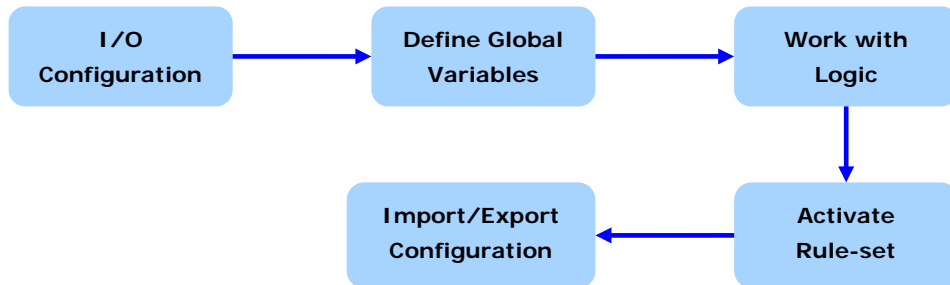 I/O
Configuration
Define Global
Variables
Work with
Logic
Activate
Rule-set
Import/Export
Configuration